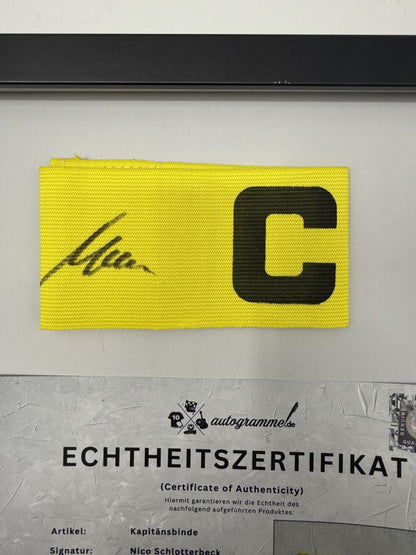 C
10
autogramme.de
ECHTHEITSZERTIFIKAT
(Certificate of Authenticity)
Hiermit garantieren wir die Echtheit des
nachfolgend aufgeführten Produktes:
Artikel: Kapitänsbinde
Signatur: Nico Schlotterbeck